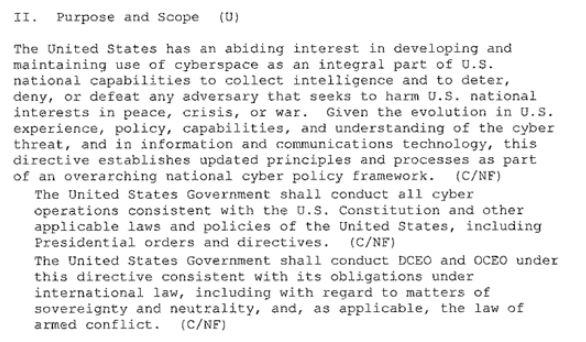 II. Purpose and Scope (U)
The United States has an abiding interest in developing and
maintaining use of cyberspace as an integral part of U.S.
national capabilities to collect intelligence and to deter,
deny, or defeat any adversary that seeks to harm U.S. national
interests in peace, crisis, or war. Given the evolution in U.S.
experience, policy, capabilities, and understanding of the cyber
threat, and in information and communications technology, this
directive establishes updated principles and processes as part
of an overarching national cyber policy framework. (C/NF)
The United States Government shall conduct all cyber
operations consistent with the U.S. Constitution and other
applicable laws and policies of the United States, including
Presidential orders and directives. (C/NF)
The United States Government shall conduct DCEO and OCEO under
this directive consistent with its obligations under
international law, including with regard to matters of
sovereignty and neutrality, and, as applicable, the law of
armed conflict. (C/NF)